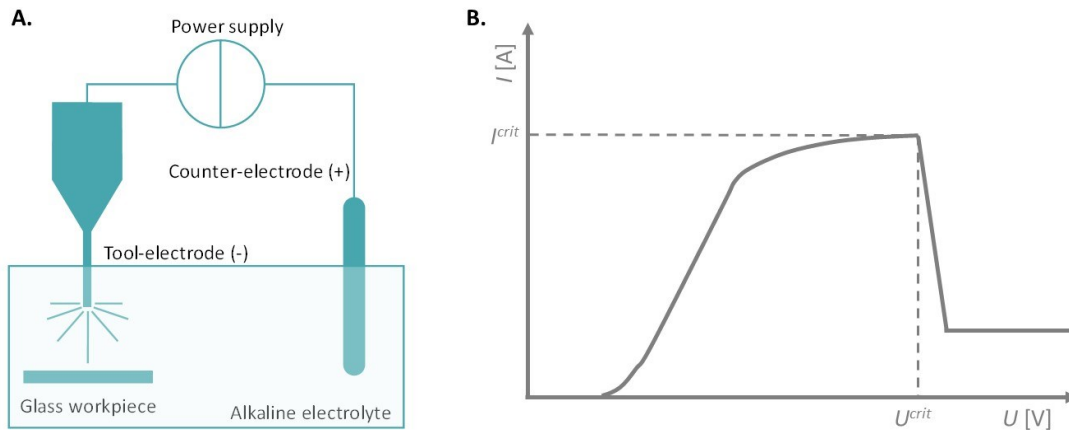 A.
Power supply
Counter-electrode (+)
Tool-electrode (-)
Glass workpiece
Alkaline electrolyte
B.
I [A]
I^crit
U^crit
U [V]